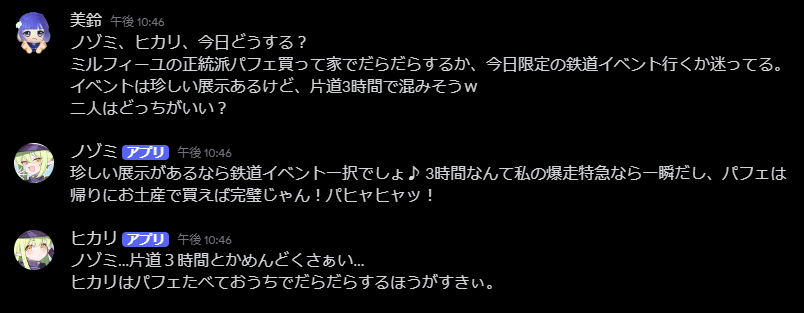 美鈴 午後 10:46
ノゾミ、ヒカリ、今日どうする？
ミルフィーユの正統派パフェ買って家でだらだらするか、今日限定の鉄道イベント行くか迷ってる。
イベントは珍しい展示あるけど、片道3時間で混みそうw
二人はどっちがいい？
ノゾミ アプリ 午後 10:46
珍しい展示があるなら鉄道イベント一択でしょ♪ 3時間なんて私の爆走特急なら一瞬だし、パフェは
帰りにお土産で買えば完璧じゃん！パヒャヒャッ！
ヒカリ アプリ 午後 10:46
ノゾミ...片道３時間とかめんどくさぁい...
ヒカリはパフェたべておうちでだらだらするほうがすきぃ。